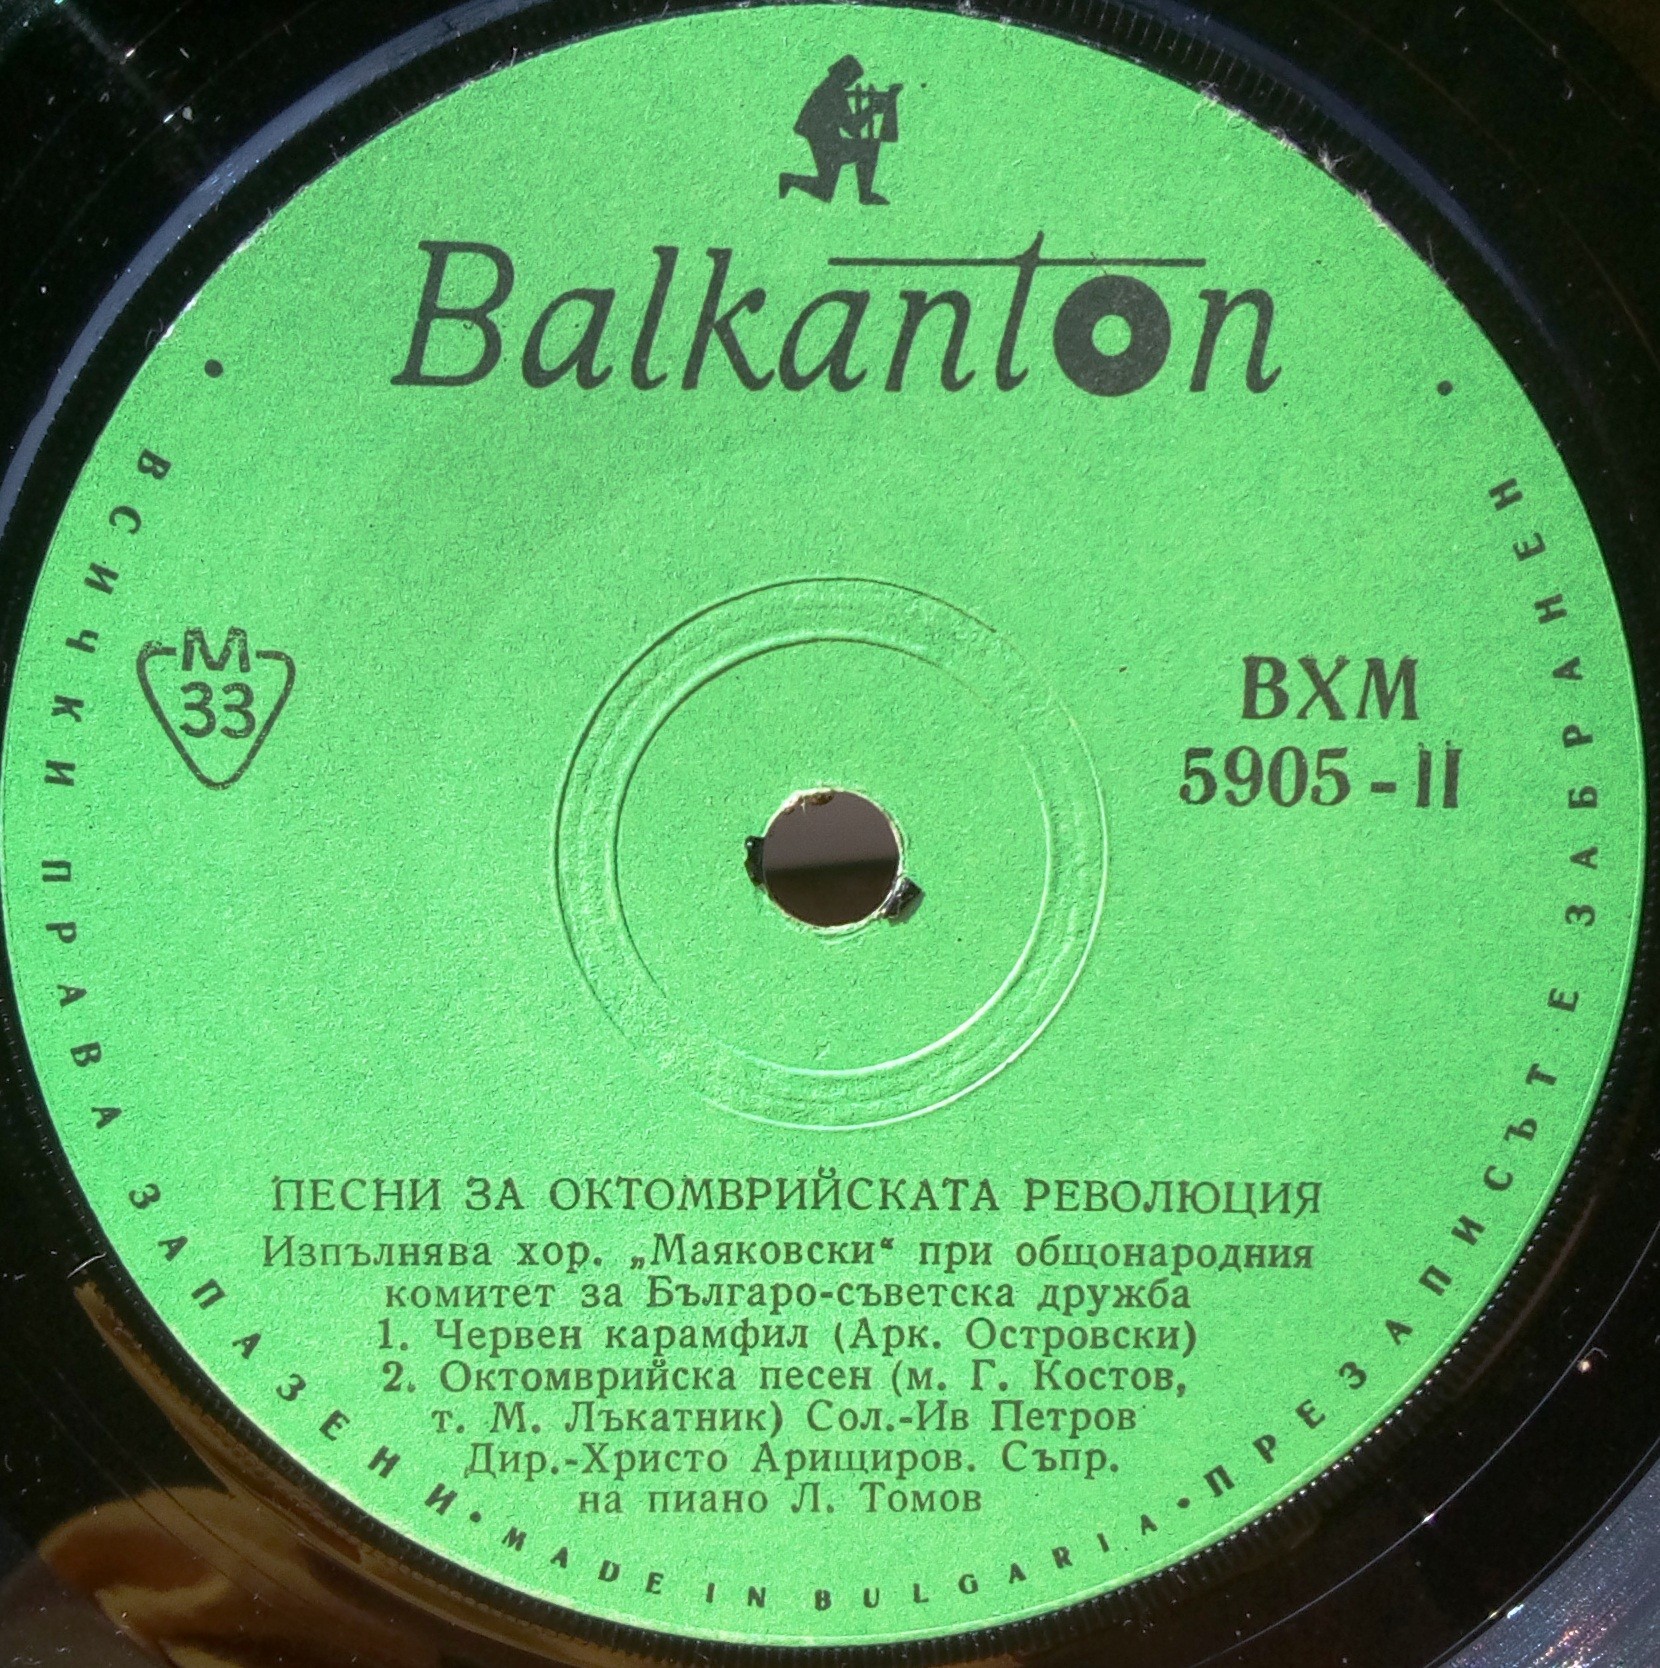 Balkanton
M
33
ВХМ
5905-II
ПЕСНИ ЗА ОКТОМВРИЙСКАТА РЕВОЛЮЦИЯ
Изпълнява хор. „Маяковски“ при общонародния
комитет за Българо-съветска дружба
1. Червен карамфил (Арк. Островски)
2. Октомврийска песен (м. Г. Костов,
т. М. Лъкатник) Сол.-Ив Петров
Дир.-Христо Арищиров. Съпр.
на пиано Л. Томов
• ВСИЧКИ ПРАВА ЗАПАЗЕНИ • MADE IN BULGARIA • ПРЕЗАПИСЪТ Е ЗАБРАНЕН •